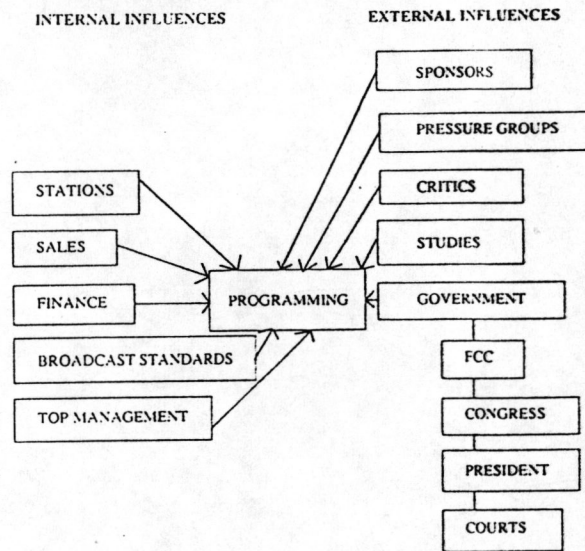 INTERNAL INFLUENCES
EXTERNAL INFLUENCES
SPONSORS
PRESSURE GROUPS
CRITICS
STUDIES
STATIONS
SALES
FINANCE
BROADCAST STANDARDS
TOP MANAGEMENT
PROGRAMMING
GOVERNMENT
FCC
CONGRESS
PRESIDENT
COURTS